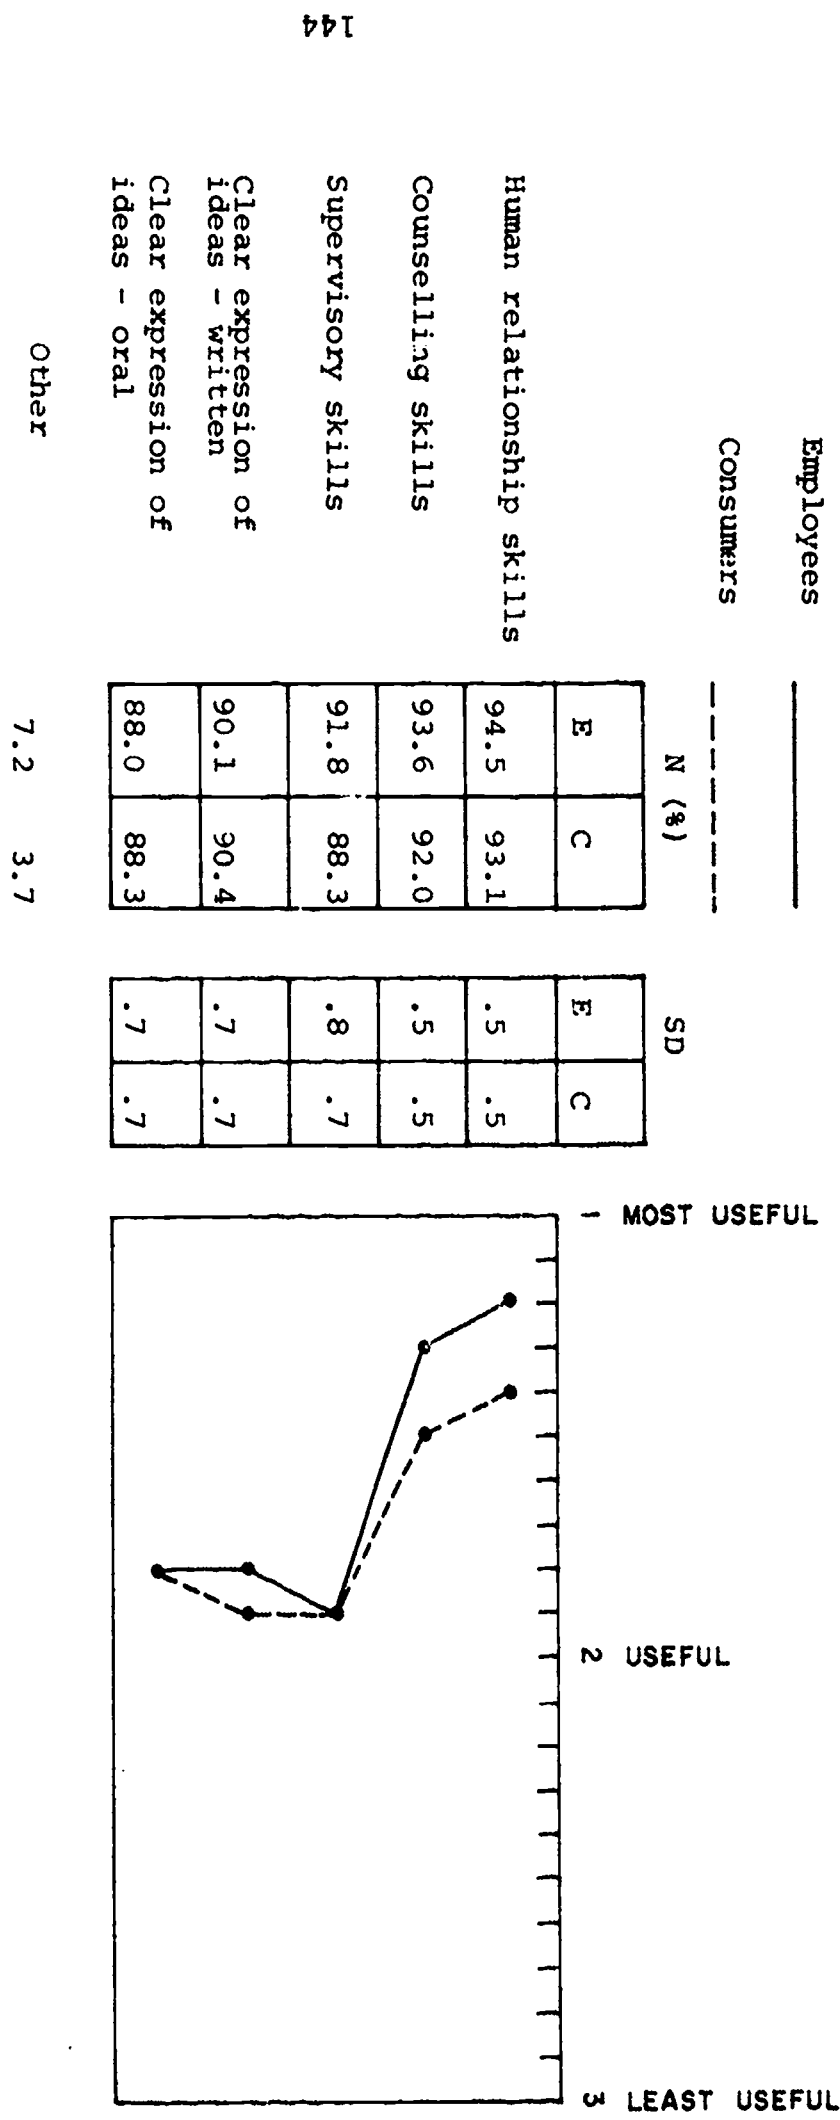 Employees
Consumers
N (%)
SD
E C E C
1 MOST USEFUL
2 USEFUL
3 LEAST USEFUL
Human relationship skills 94.5 93.1 .5 .5
Counselling skills 93.6 92.0 .5 .5
Supervisory skills 91.8 88.3 .8 .7
Clear expression of
ideas - written 90.1 90.4 .7 .7
Clear expression of
ideas - oral 88.0 88.3 .7 .7
Other 7.2 3.7
144